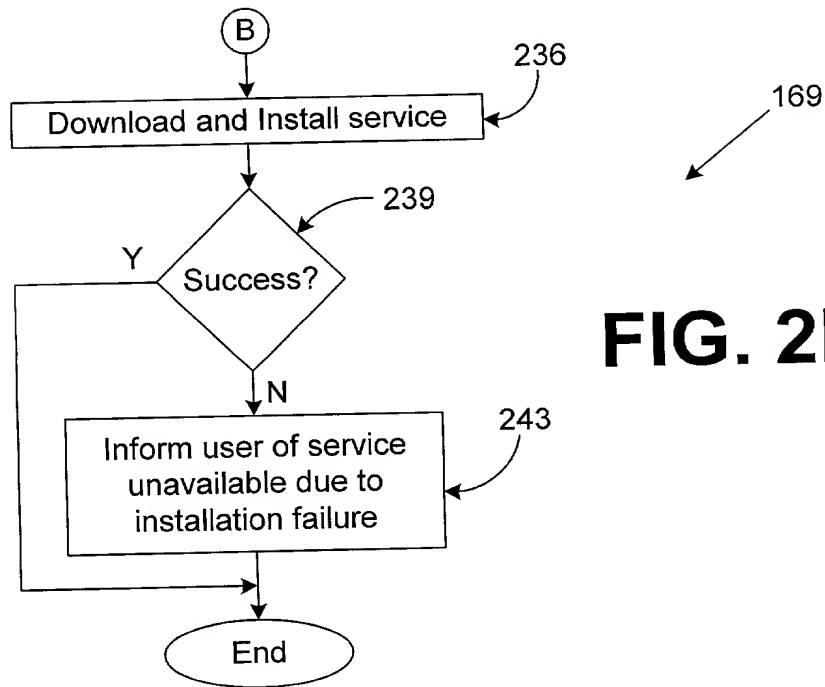 B
236
Download and Install service
169
239
Y
Success?
FIG. 2
N
243
Inform user of service
unavailable due to
installation failure
End